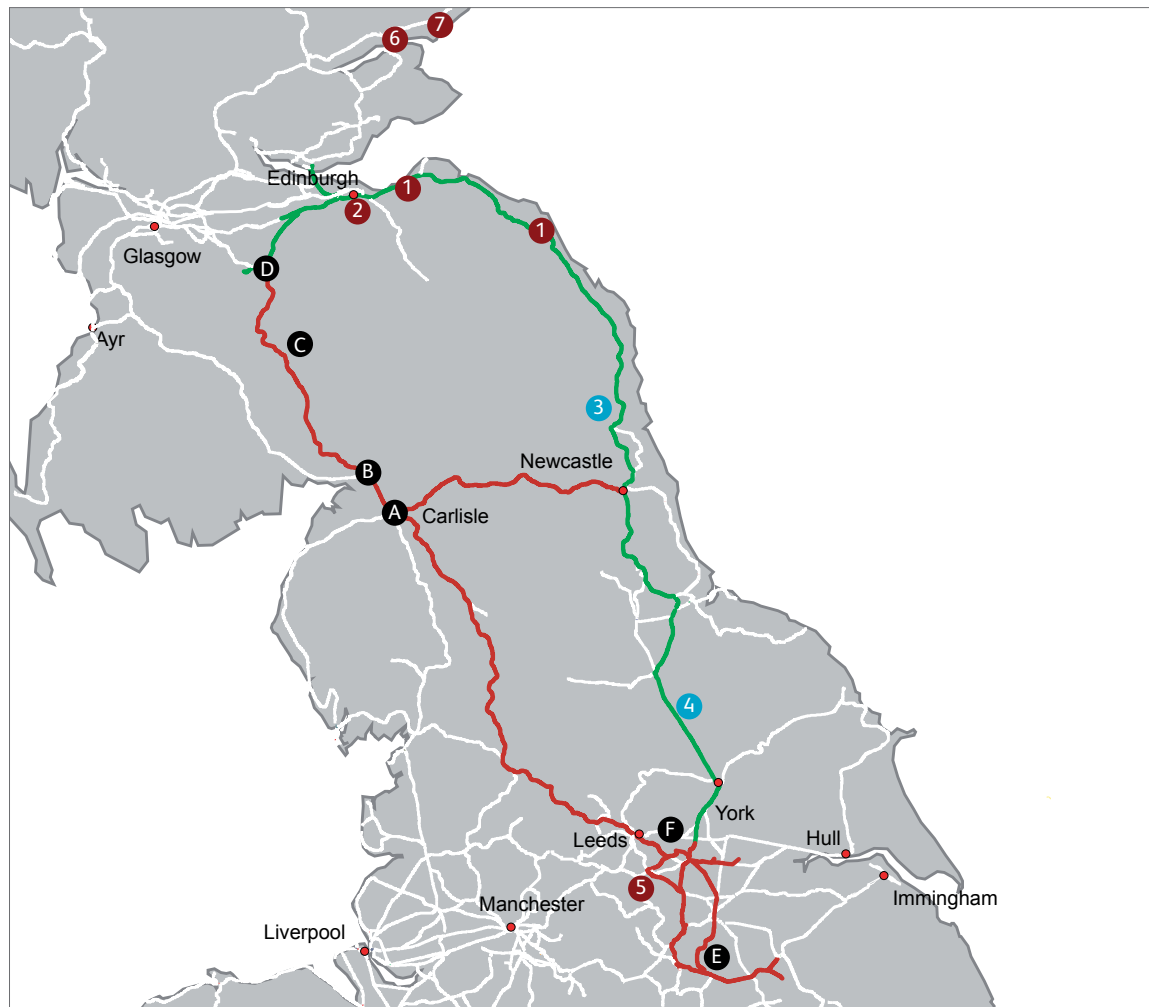 7
6
Edinburgh
1
2
1
Glasgow
D
Ayr
C
3
Newcastle
B
A
Carlisle
4
York
F
Leeds
Hull
5
Immingham
Manchester
Liverpool
E